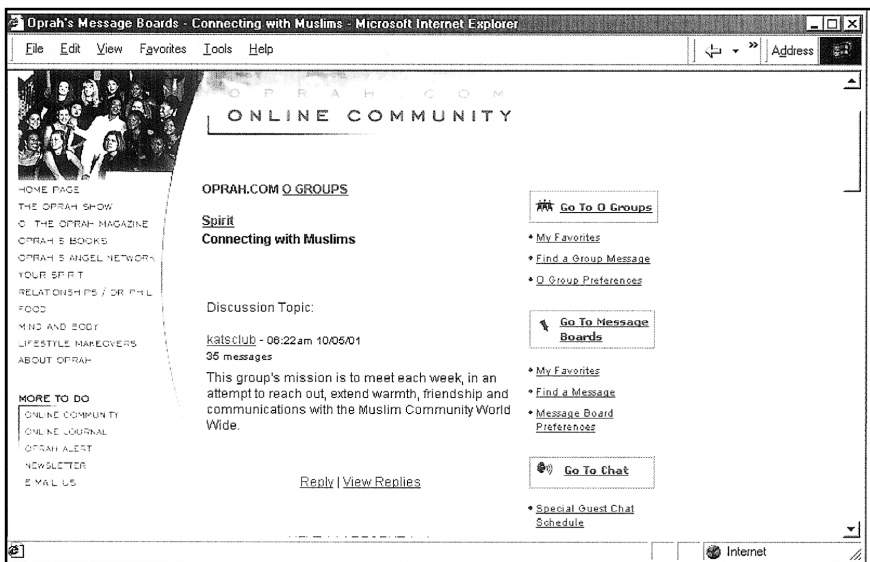 Oprah's Message Boards - Connecting with Muslims - Microsoft Internet Explorer
File Edit View Favorites Tools Help
» Address
OPRAH.COM
ONLINE COMMUNITY
HOME PAGE
THE OPRAH SHOW
O THE OPRAH MAGAZINE
OPRAH S BOOKS
OPRAH S ANGEL NETWORK
YOUR SPIRIT
RELATIONSHIPS / DR PHIL
FOOD
MIND AND BODY
LIFESTYLE MAKEOVERS
ABOUT OPRAH
MORE TO DO
ONLINE COMMUNITY
ONLINE JOURNAL
OPRAH ALERT
NEWSLETTER
E MAIL US
OPRAH.COM O GROUPS
Spirit
Connecting with Muslims
Discussion Topic:
katsclub - 06:22am 10/05/01
35 messages
This group's mission is to meet each week, in an
attempt to reach out, extend warmth, friendship and
communications with the Muslim Community World
Wide.
Reply | View Replies
Go To O Groups
My Favorites
Find a Group Message
O Group Preferences
Go To Message
Boards
My Favorites
Find a Message
Message Board
Preferences
Go To Chat
Special Guest Chat
Schedule
Internet